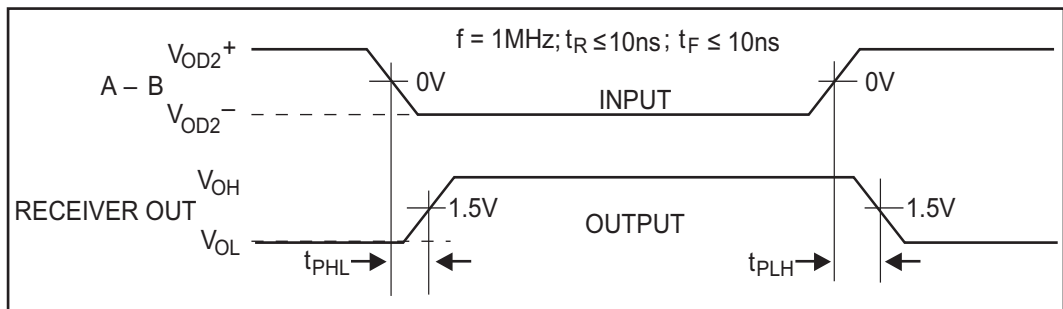 f = 1MHz; tR ≤ 10ns; tF ≤ 10ns
VOD2+
A – B
0V
INPUT
0V
VOD2–
VOH
RECEIVER OUT
1.5V
OUTPUT
1.5V
VOL
tPHL
tPLH